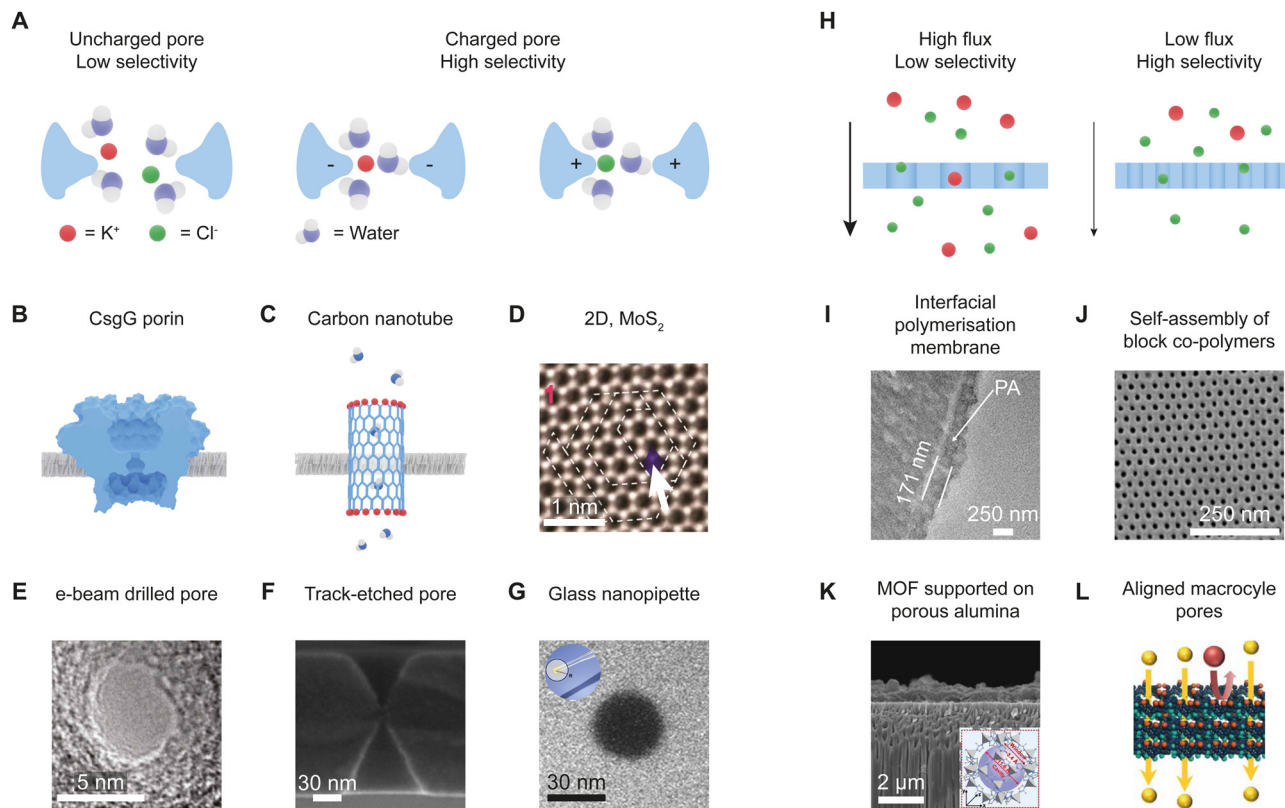 A
Uncharged pore
Low selectivity
Charged pore
High selectivity
-
-
+
+
= K⁺
= Cl⁻
= Water
B
CsgG porin
C
Carbon nanotube
D
2D, MoS₂
1
1 nm
E
e-beam drilled pore
5 nm
F
Track-etched pore
30 nm
G
Glass nanopipette
30 nm
H
High flux
Low selectivity
Low flux
High selectivity
I
Interfacial
polymerisation
membrane
PA
171 nm
250 nm
J
Self-assembly of
block co-polymers
250 nm
K
MOF supported on
porous alumina
2 µm
L
Aligned macrocyle
pores